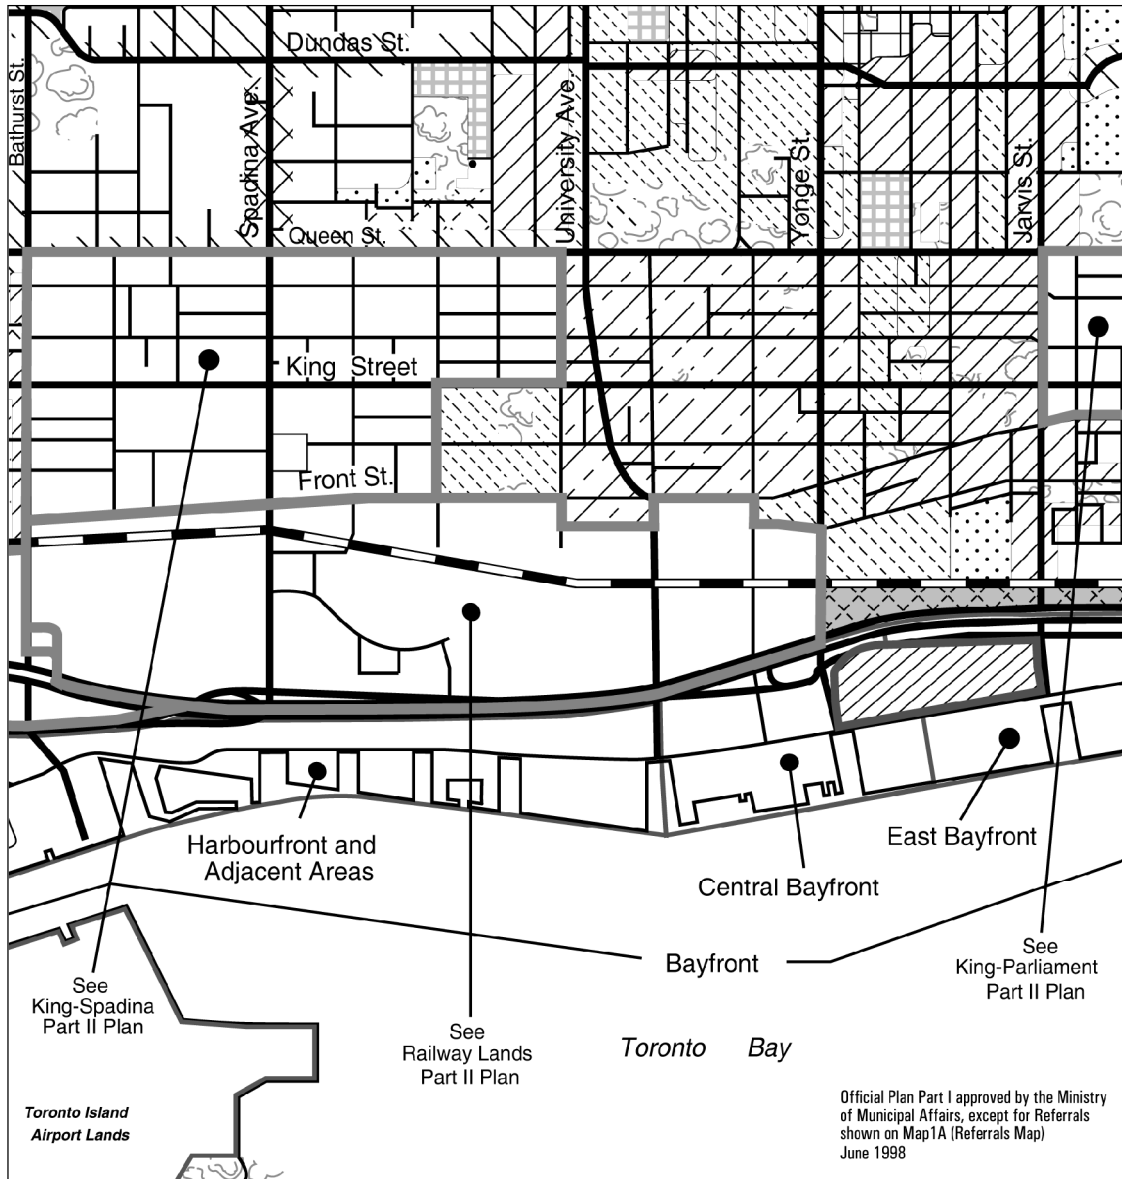 Dundas St.
Bathurst St.
Spadina Ave.
University Ave.
Yonge St.
Jarvis St.
Queen St.
King Street
Front St.
Harbourfront and
Adjacent Areas
East Bayfront
Central Bayfront
Bayfront
See
King-Parliament
Part II Plan
See
King-Spadina
Part II Plan
See
Railway Lands
Part II Plan
Toronto Bay
Toronto Island
Airport Lands
Official Plan Part I approved by the Ministry
of Municipal Affairs, except for Referrals
shown on Map1A (Referrals Map)
June 1998